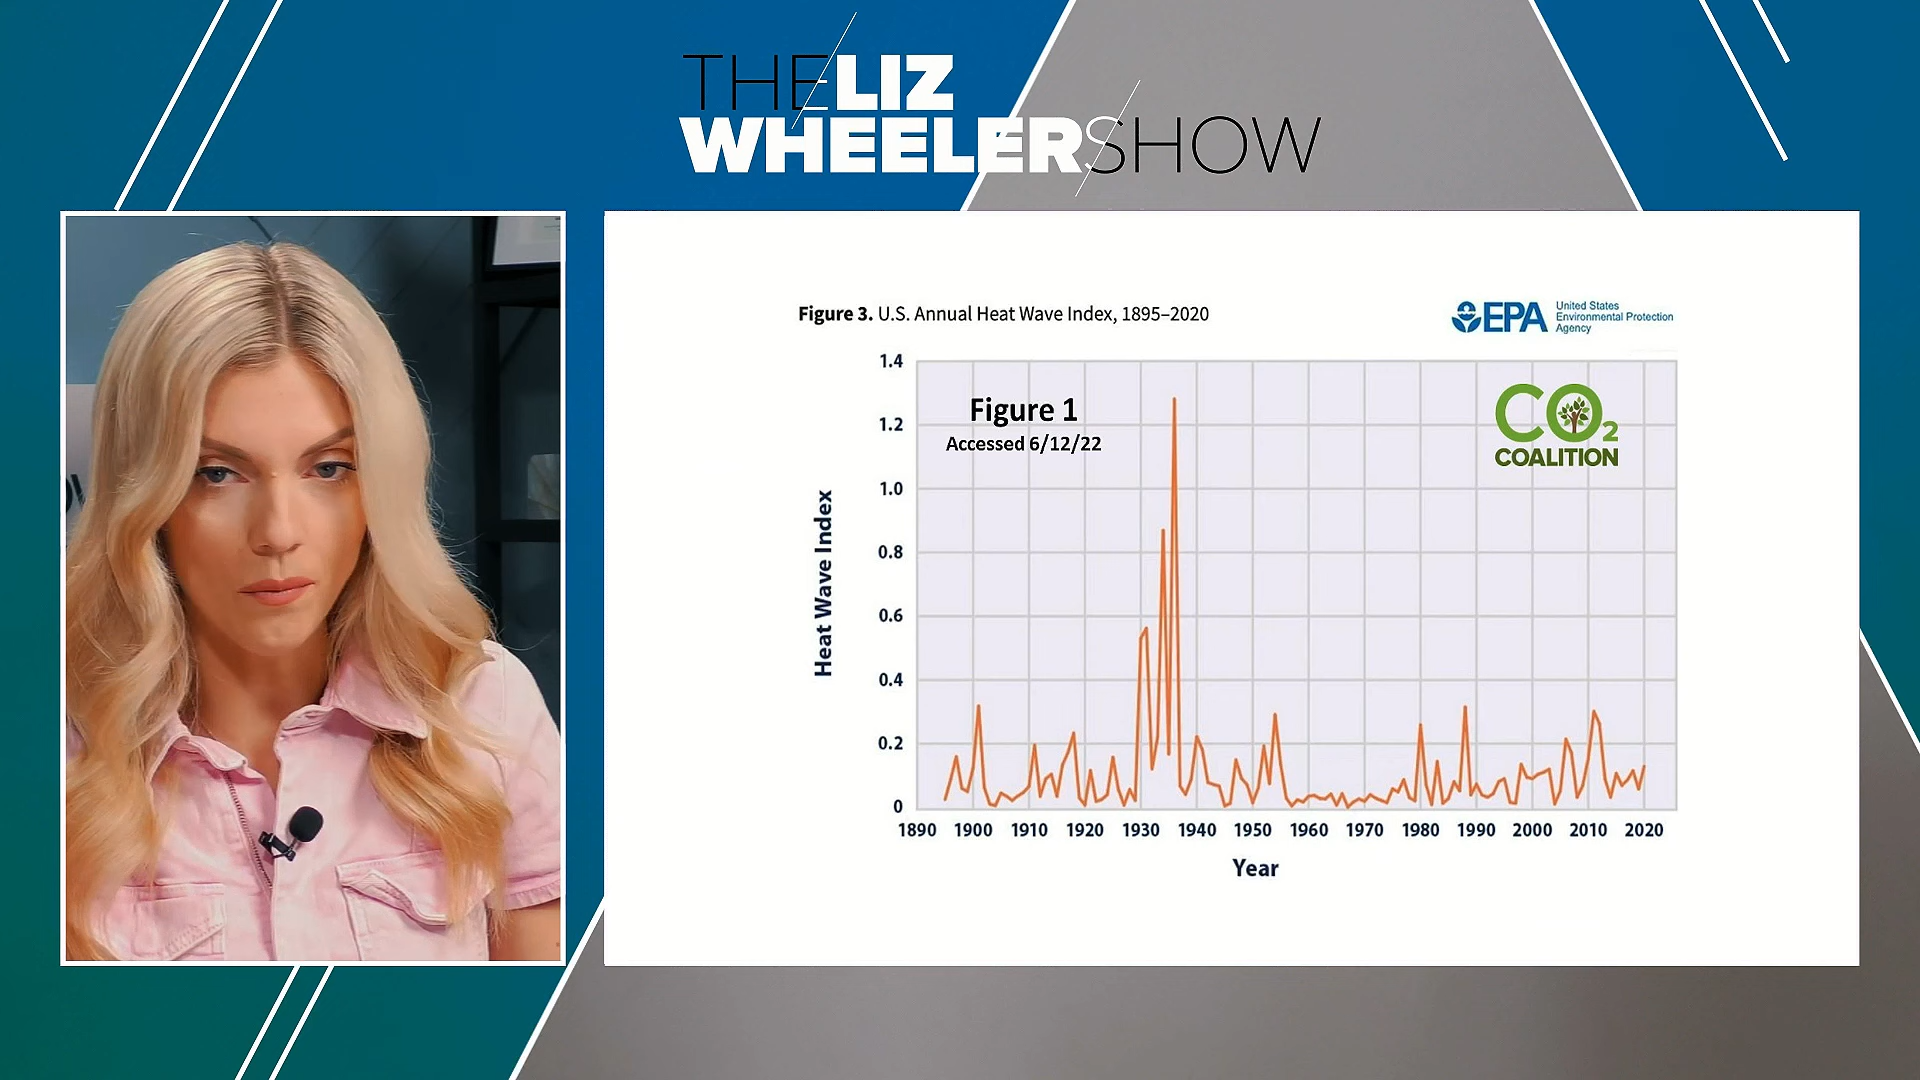 THE LIZ
WHEELER SHOW
Figure 3. U.S. Annual Heat Wave Index, 1895–2020
EPA
United States
Environmental Protection
Agency
1.4
1.2
1.0
0.8
0.6
0.4
0.2
0
Heat Wave Index
Figure 1
Accessed 6/12/22
CO2
COALITION
1890 1900 1910 1920 1930 1940 1950 1960 1970 1980 1990 2000 2010 2020
Year